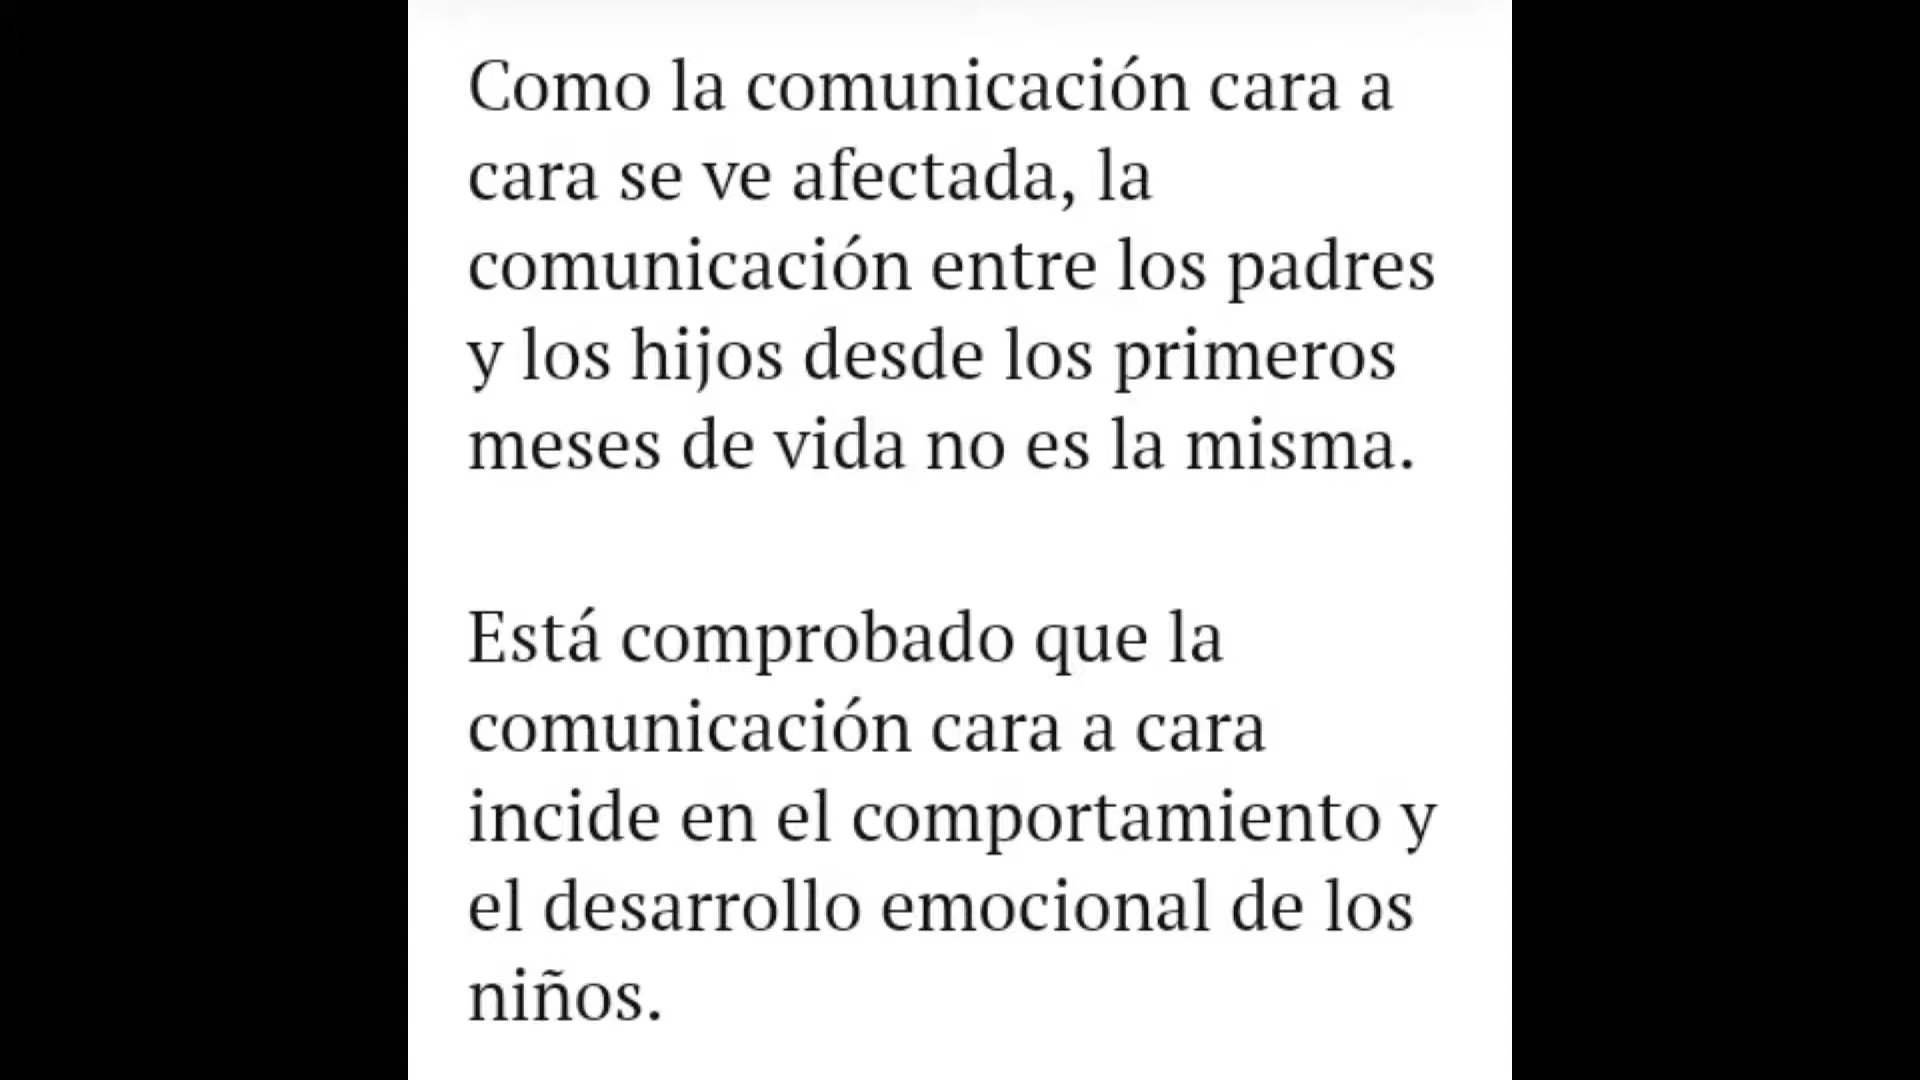 Como la comunicación cara a
cara se ve afectada, la
comunicación entre los padres
y los hijos desde los primeros
meses de vida no es la misma.
Está comprobado que la
comunicación cara a cara
incide en el comportamiento y
el desarrollo emocional de los
niños.